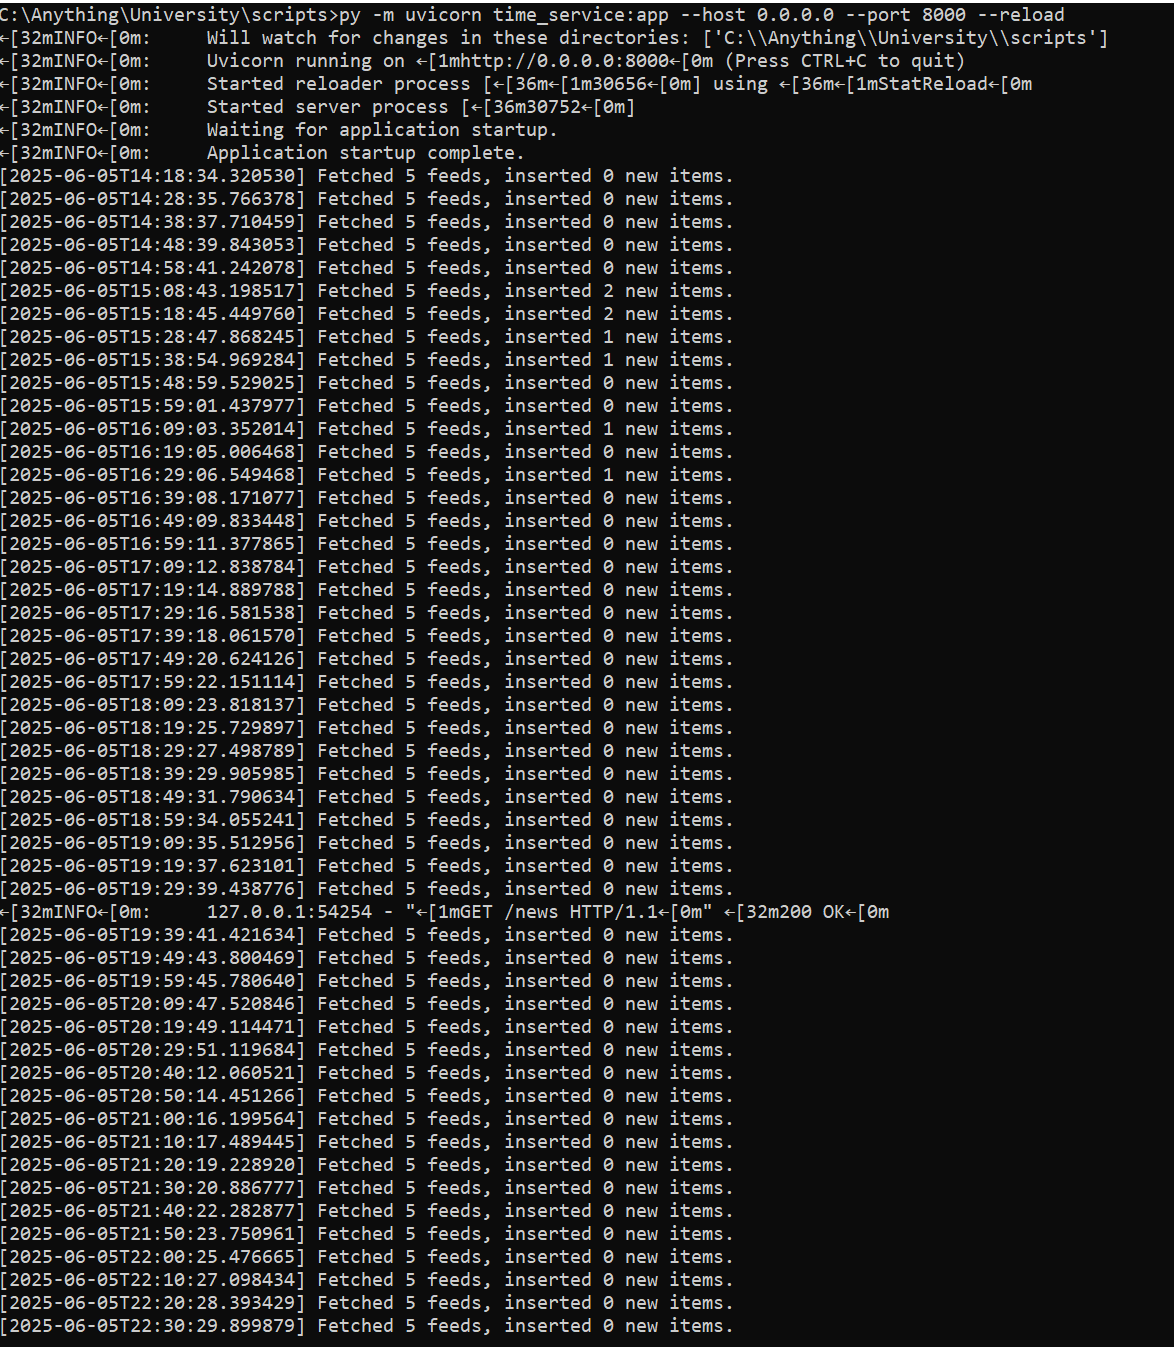 C:\Anything\University\scripts>py -m uvicorn time_service:app --host 0.0.0.0 --port 8000 --reload
←[32mINFO←[0m:     Will watch for changes in these directories: ['C:\\Anything\\University\\scripts']
←[32mINFO←[0m:     Uvicorn running on ←[1mhttp://0.0.0.0:8000←[0m (Press CTRL+C to quit)
←[32mINFO←[0m:     Started reloader process [←[36m←[1m30656←[0m] using ←[36m←[1mStatReload←[0m
←[32mINFO←[0m:     Started server process [←[36m30752←[0m]
←[32mINFO←[0m:     Waiting for application startup.
←[32mINFO←[0m:     Application startup complete.
[2025-06-05T14:18:34.320530] Fetched 5 feeds, inserted 0 new items.
[2025-06-05T14:28:35.766378] Fetched 5 feeds, inserted 0 new items.
[2025-06-05T14:38:37.710459] Fetched 5 feeds, inserted 0 new items.
[2025-06-05T14:48:39.843053] Fetched 5 feeds, inserted 0 new items.
[2025-06-05T14:58:41.242078] Fetched 5 feeds, inserted 0 new items.
[2025-06-05T15:08:43.198517] Fetched 5 feeds, inserted 2 new items.
[2025-06-05T15:18:45.449760] Fetched 5 feeds, inserted 2 new items.
[2025-06-05T15:28:47.868245] Fetched 5 feeds, inserted 1 new items.
[2025-06-05T15:38:54.969284] Fetched 5 feeds, inserted 1 new items.
[2025-06-05T15:48:59.529025] Fetched 5 feeds, inserted 0 new items.
[2025-06-05T15:59:01.437977] Fetched 5 feeds, inserted 0 new items.
[2025-06-05T16:09:03.352014] Fetched 5 feeds, inserted 1 new items.
[2025-06-05T16:19:05.006468] Fetched 5 feeds, inserted 0 new items.
[2025-06-05T16:29:06.549468] Fetched 5 feeds, inserted 1 new items.
[2025-06-05T16:39:08.171077] Fetched 5 feeds, inserted 0 new items.
[2025-06-05T16:49:09.833448] Fetched 5 feeds, inserted 0 new items.
[2025-06-05T16:59:11.377865] Fetched 5 feeds, inserted 0 new items.
[2025-06-05T17:09:12.838784] Fetched 5 feeds, inserted 0 new items.
[2025-06-05T17:19:14.889788] Fetched 5 feeds, inserted 0 new items.
[2025-06-05T17:29:16.581538] Fetched 5 feeds, inserted 0 new items.
[2025-06-05T17:39:18.061570] Fetched 5 feeds, inserted 0 new items.
[2025-06-05T17:49:20.624126] Fetched 5 feeds, inserted 0 new items.
[2025-06-05T17:59:22.151114] Fetched 5 feeds, inserted 0 new items.
[2025-06-05T18:09:23.818137] Fetched 5 feeds, inserted 0 new items.
[2025-06-05T18:19:25.729897] Fetched 5 feeds, inserted 0 new items.
[2025-06-05T18:29:27.498789] Fetched 5 feeds, inserted 0 new items.
[2025-06-05T18:39:29.905985] Fetched 5 feeds, inserted 0 new items.
[2025-06-05T18:49:31.790634] Fetched 5 feeds, inserted 0 new items.
[2025-06-05T18:59:34.055241] Fetched 5 feeds, inserted 0 new items.
[2025-06-05T19:09:35.512956] Fetched 5 feeds, inserted 0 new items.
[2025-06-05T19:19:37.623101] Fetched 5 feeds, inserted 0 new items.
[2025-06-05T19:29:39.438776] Fetched 5 feeds, inserted 0 new items.
←[32mINFO←[0m:     127.0.0.1:54254 - "←[1mGET /news HTTP/1.1←[0m" ←[32m200 OK←[0m
[2025-06-05T19:39:41.421634] Fetched 5 feeds, inserted 0 new items.
[2025-06-05T19:49:43.800469] Fetched 5 feeds, inserted 0 new items.
[2025-06-05T19:59:45.780640] Fetched 5 feeds, inserted 0 new items.
[2025-06-05T20:09:47.520846] Fetched 5 feeds, inserted 0 new items.
[2025-06-05T20:19:49.114471] Fetched 5 feeds, inserted 0 new items.
[2025-06-05T20:29:51.119684] Fetched 5 feeds, inserted 0 new items.
[2025-06-05T20:40:12.060521] Fetched 5 feeds, inserted 0 new items.
[2025-06-05T20:50:14.451266] Fetched 5 feeds, inserted 0 new items.
[2025-06-05T21:00:16.199564] Fetched 5 feeds, inserted 0 new items.
[2025-06-05T21:10:17.489445] Fetched 5 feeds, inserted 0 new items.
[2025-06-05T21:20:19.228920] Fetched 5 feeds, inserted 0 new items.
[2025-06-05T21:30:20.886777] Fetched 5 feeds, inserted 0 new items.
[2025-06-05T21:40:22.282877] Fetched 5 feeds, inserted 0 new items.
[2025-06-05T21:50:23.750961] Fetched 5 feeds, inserted 0 new items.
[2025-06-05T22:00:25.476665] Fetched 5 feeds, inserted 0 new items.
[2025-06-05T22:10:27.098434] Fetched 5 feeds, inserted 0 new items.
[2025-06-05T22:20:28.393429] Fetched 5 feeds, inserted 0 new items.
[2025-06-05T22:30:29.899879] Fetched 5 feeds, inserted 0 new items.